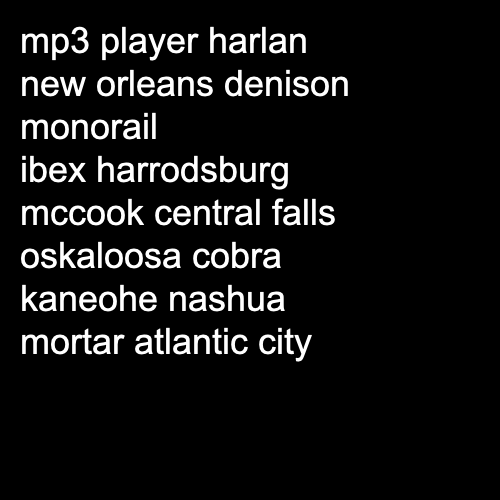 mp3 player harlan
new orleans denison
monorail
ibex harrodsburg
mccook central falls
oskaloosa cobra
kaneohe nashua
mortar atlantic city